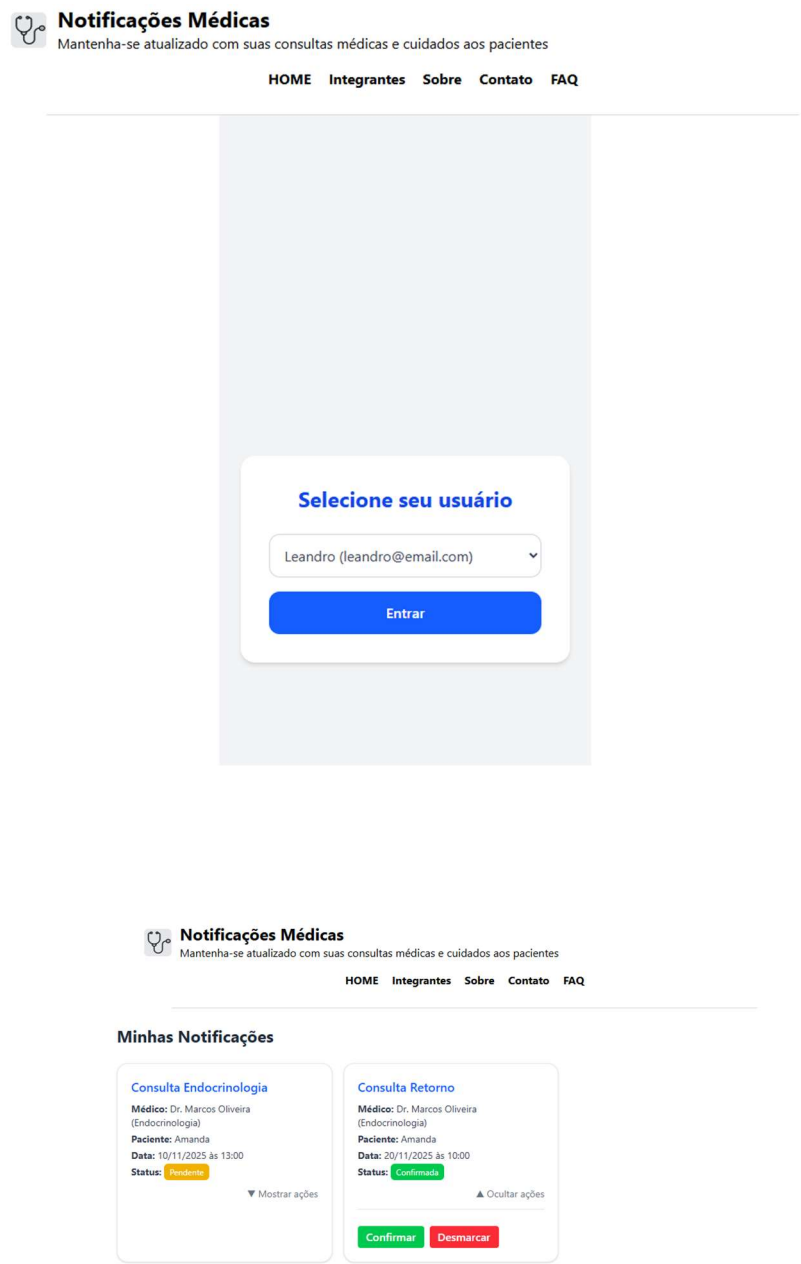 Notificações Médicas
Mantenha-se atualizado com suas consultas médicas e cuidados aos pacientes
HOME Integrantes Sobre Contato FAQ
Selecione seu usuário
Leandro (leandro@email.com)
Entrar
Notificações Médicas
Mantenha-se atualizado com suas consultas médicas e cuidados aos pacientes
HOME Integrantes Sobre Contato FAQ
Minhas Notificações
Consulta Endocrinologia
Médico: Dr. Marcos Oliveira
(Endocrinologia)
Paciente: Amanda
Data: 10/11/2025 às 13:00
Status: Pendente
▼ Mostrar ações
Consulta Retorno
Médico: Dr. Marcos Oliveira
(Endocrinologia)
Paciente: Amanda
Data: 20/11/2025 às 10:00
Status: Confirmada
▲ Ocultar ações
Confirmar Desmarcar